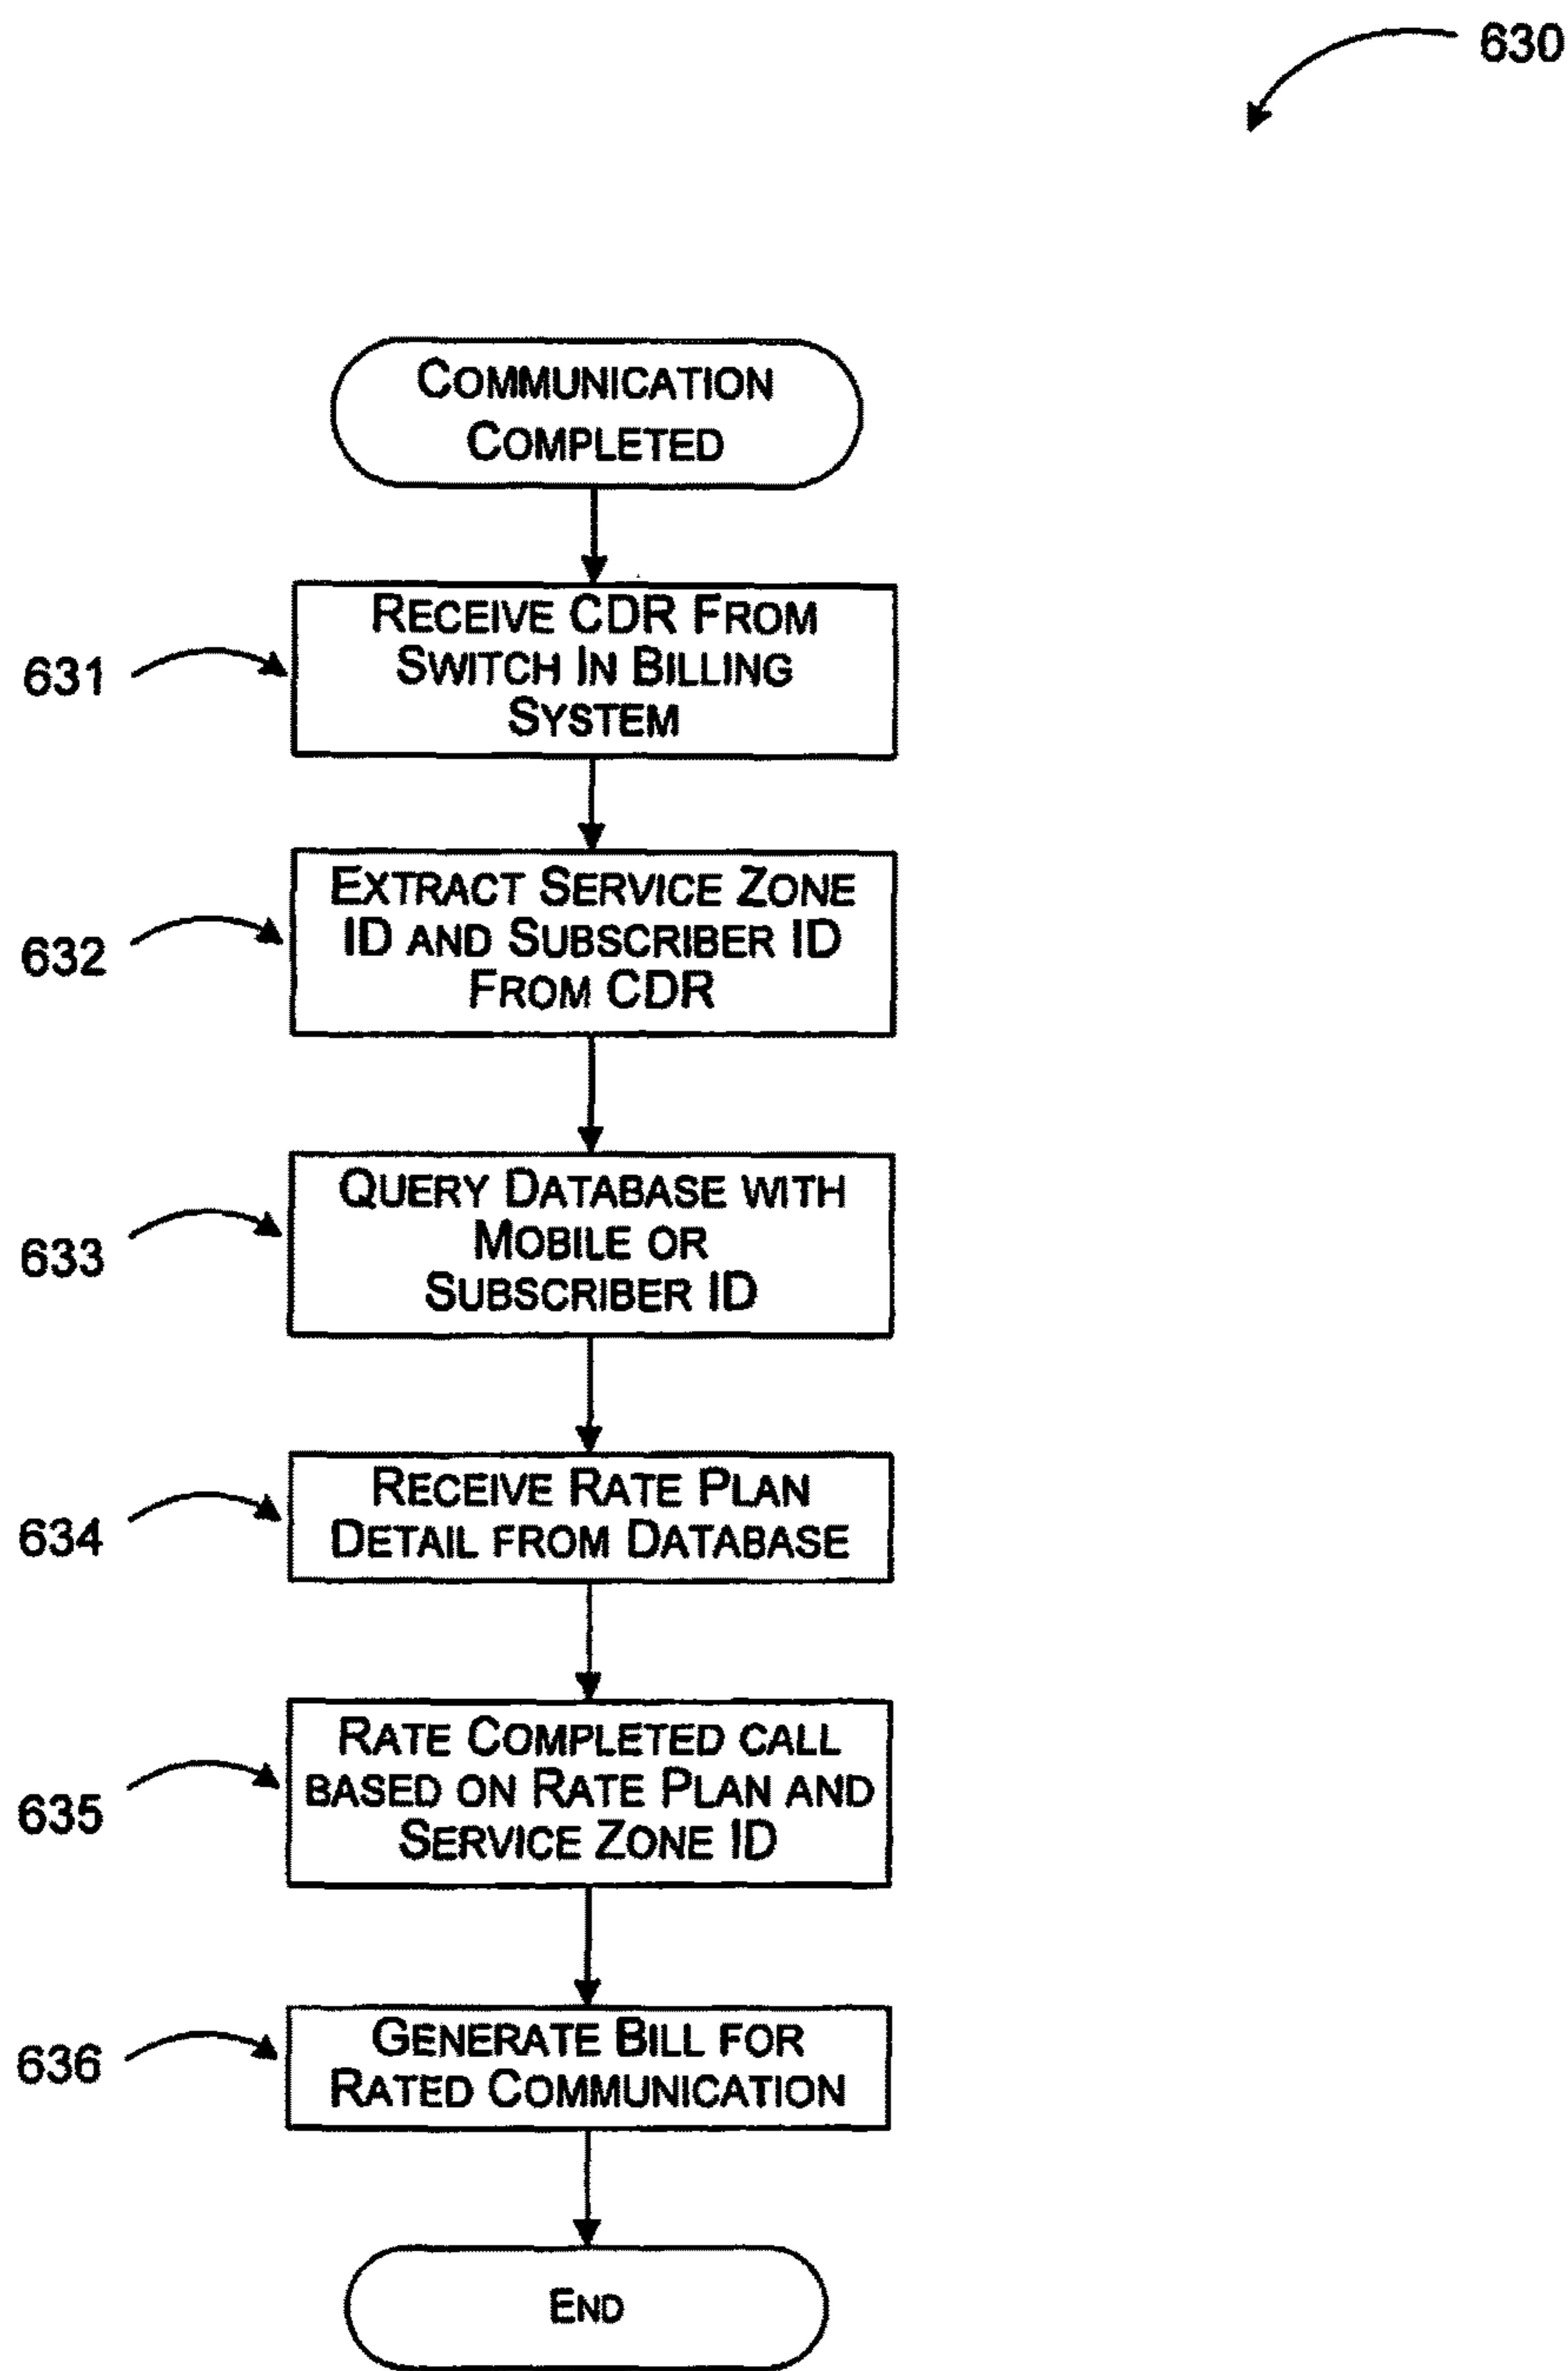 630
COMMUNICATION
COMPLETED
631
RECEIVE CDR FROM
SWITCH IN BILLING
SYSTEM
632
EXTRACT SERVICE ZONE
ID AND SUBSCRIBER ID
FROM CDR
633
QUERY DATABASE WITH
MOBILE OR
SUBSCRIBER ID
634
RECEIVE RATE PLAN
DETAIL FROM DATABASE
635
RATE COMPLETED CALL
BASED ON RATE PLAN AND
SERVICE ZONE ID
636
GENERATE BILL FOR
RATED COMMUNICATION
END